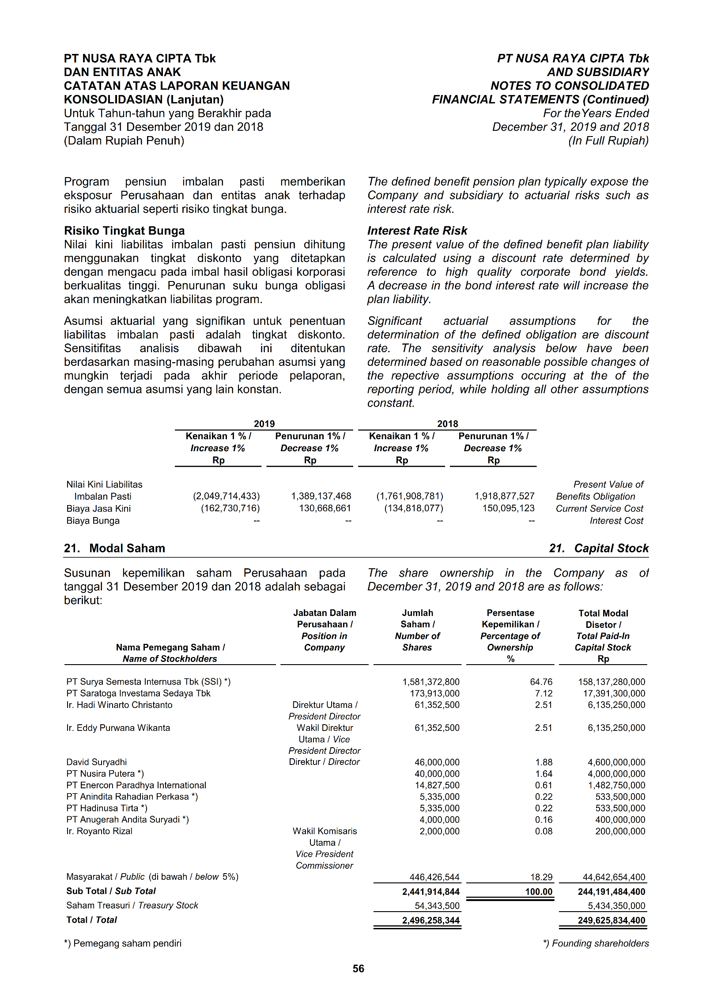 PT NUSA RAYA CIPTA Tbk
DAN ENTITAS ANAK
CATATAN ATAS LAPORAN KEUANGAN
KONSOLIDASIAN (Lanjutan)
Untuk Tahun-tahun yang Berakhir pada
Tanggal 31 Desember 2019 dan 2018
(Dalam Rupiah Penuh)
PT NUSA RAYA CIPTA Tbk
AND SUBSIDIARY
NOTES TO CONSOLIDATED
FINANCIAL STATEMENTS (Continued)
For theYears Ended
December 31, 2019 and 2018
(In Full Rupiah)
Program pensiun imbalan pasti memberikan
eksposur Perusahaan dan entitas anak terhadap
risiko aktuarial seperti risiko tingkat bunga.
Risiko Tingkat Bunga
Nilai kini liabilitas imbalan pasti pensiun dihitung
menggunakan tingkat diskonto yang ditetapkan
dengan mengacu pada imbal hasil obligasi korporasi
berkualitas tinggi. Penurunan suku bunga obligasi
akan meningkatkan liabilitas program.
Asumsi aktuarial yang signifikan untuk penentuan
liabilitas imbalan pasti adalah tingkat diskonto.
Sensitifitas analisis dibawah ini ditentukan
berdasarkan masing-masing perubahan asumsi yang
mungkin terjadi pada akhir periode pelaporan,
dengan semua asumsi yang lain konstan.
The defined benefit pension plan typically expose the
Company and subsidiary to actuarial risks such as
interest rate risk.
Interest Rate Risk
The present value of the defined benefit plan liability
is calculated using a discount rate determined by
reference to high quality corporate bond yields.
A decrease in the bond interest rate will increase the
plan liability.
Significant actuarial assumptions for the
determination of the defined obligation are discount
rate. The sensitivity analysis below have been
determined based on reasonable possible changes of
the repective assumptions occuring at the of the
reporting period, while holding all other assumptions
constant.
2019 2018
Kenaikan 1 % / Penurunan 1% / Kenaikan 1 % / Penurunan 1% /
Increase 1% Decrease 1% Increase 1% Decrease 1%
Rp Rp Rp Rp
Nilai Kini Liabilitas Present Value of
Imbalan Pasti (2,049,714,433) 1,389,137,468 (1,761,908,781) 1,918,877,527 Benefits Obligation
Biaya Jasa Kini (162,730,716) 130,668,661 (134,818,077) 150,095,123 Current Service Cost
Biaya Bunga -- -- -- -- Interest Cost
21. Modal Saham 21. Capital Stock
Susunan kepemilikan saham Perusahaan pada
tanggal 31 Desember 2019 dan 2018 adalah sebagai
berikut:
The share ownership in the Company as of
December 31, 2019 and 2018 are as follows:
Jabatan Dalam Jumlah Persentase Total Modal
Perusahaan / Saham / Kepemilikan / Disetor /
Position in Number of Percentage of Total Paid-In
Nama Pemegang Saham / Company Shares Ownership Capital Stock
Name of Stockholders % Rp
PT Surya Semesta Internusa Tbk (SSI) *) 1,581,372,800 64.76 158,137,280,000
PT Saratoga Investama Sedaya Tbk 173,913,000 7.12 17,391,300,000
Ir. Hadi Winarto Christanto Direktur Utama / 61,352,500 2.51 6,135,250,000
President Director
Ir. Eddy Purwana Wikanta Wakil Direktur 61,352,500 2.51 6,135,250,000
Utama / Vice
President Director
David Suryadhi Direktur / Director 46,000,000 1.88 4,600,000,000
PT Nusira Putera *) 40,000,000 1.64 4,000,000,000
PT Enercon Paradhya International 14,827,500 0.61 1,482,750,000
PT Anindita Rahadian Perkasa *) 5,335,000 0.22 533,500,000
PT Hadinusa Tirta *) 5,335,000 0.22 533,500,000
PT Anugerah Andita Suryadi *) 4,000,000 0.16 400,000,000
Ir. Royanto Rizal Wakil Komisaris 2,000,000 0.08 200,000,000
Utama /
Vice President
Commissioner
Masyarakat / Public (di bawah / below 5%) 446,426,544 18.29 44,642,654,400
Sub Total / Sub Total 2,441,914,844 100.00 244,191,484,400
Saham Treasuri / Treasury Stock 54,343,500 5,434,350,000
Total / Total 2,496,258,344 249,625,834,400
*) Pemegang saham pendiri *) Founding shareholders
56